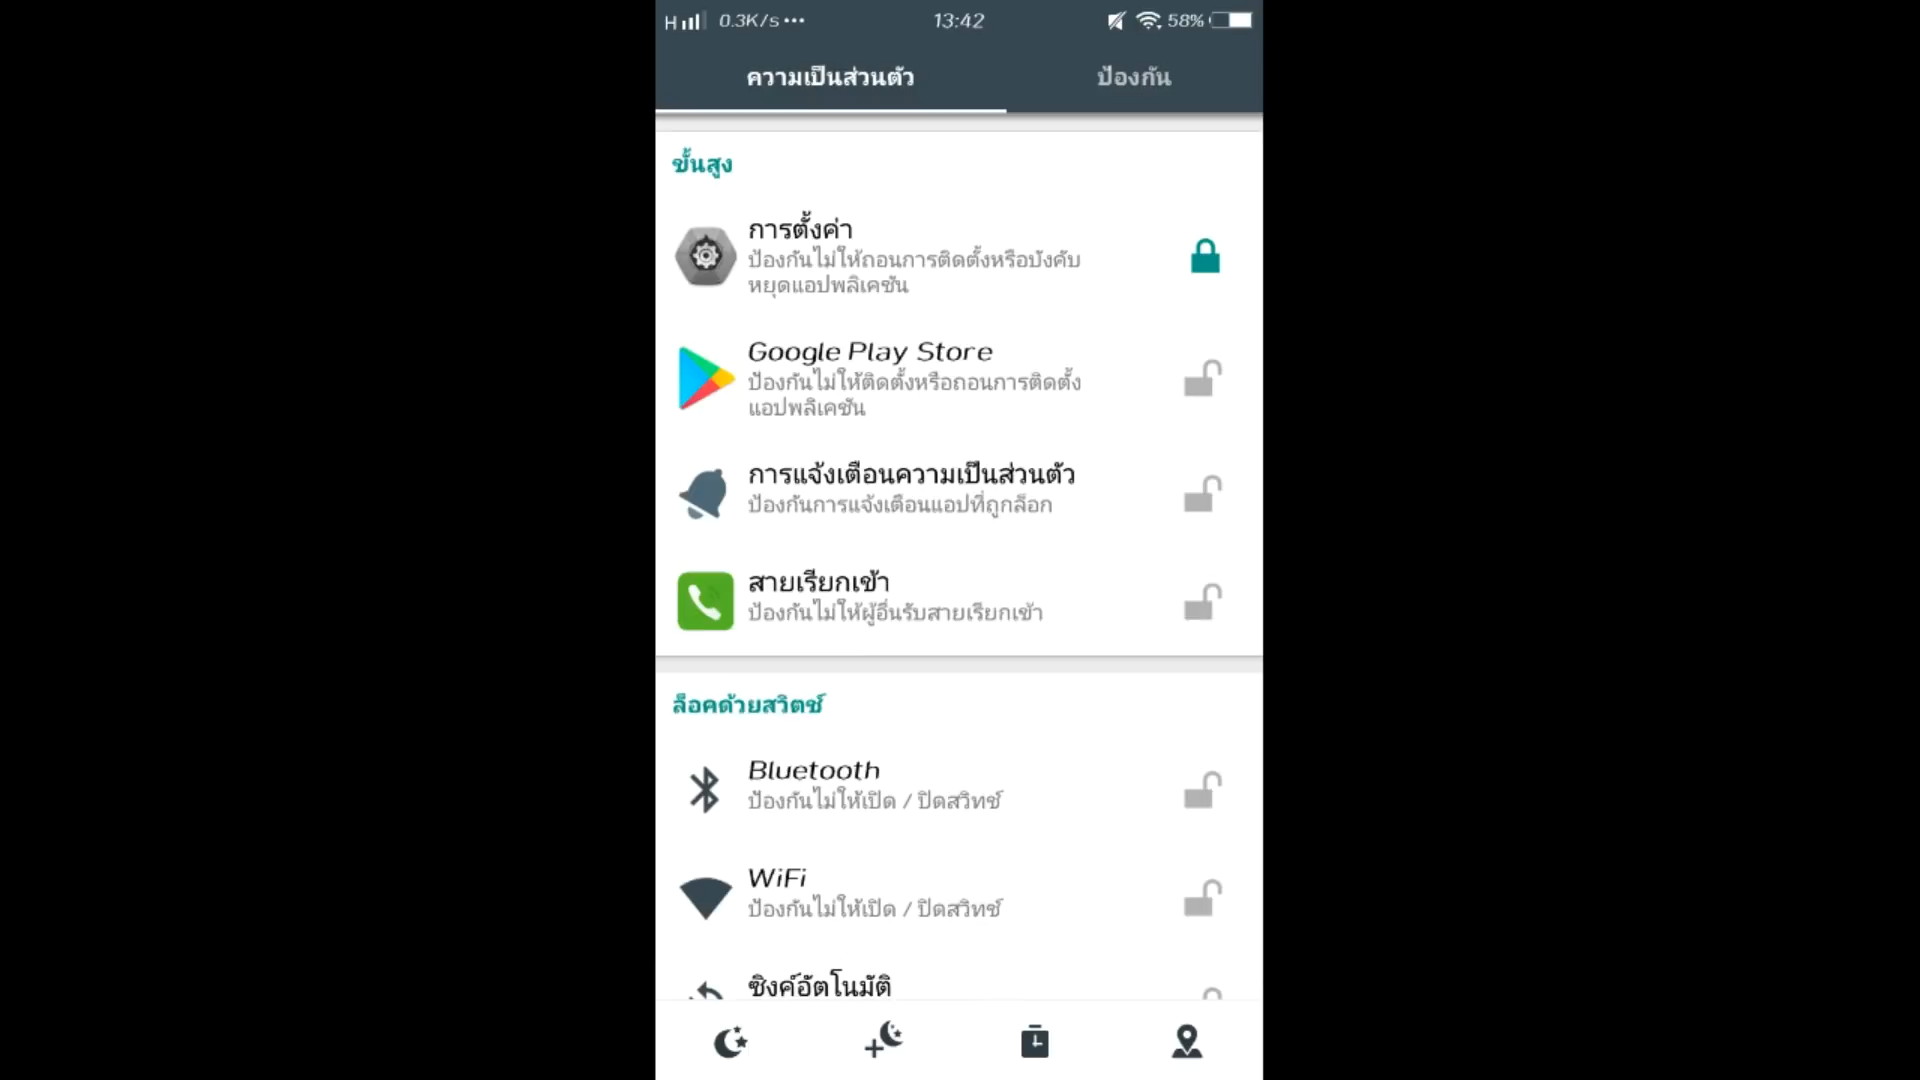 H 0.3K/s ... 13:42 58%
ความเป็นส่วนตัว ป้องกัน
ขั้นสูง
การตั้งค่า
ป้องกันไม่ให้ถอนการติดตั้งหรือบังคับ
หยุดแอปพลิเคชัน
Google Play Store
ป้องกันไม่ให้ติดตั้งหรือถอนการติดตั้ง
แอปพลิเคชัน
การแจ้งเตือนความเป็นส่วนตัว
ป้องกันการแจ้งเตือนแอปที่ถูกล็อก
สายเรียกเข้า
ป้องกันไม่ให้ผู้อื่นรับสายเรียกเข้า
ล็อคด้วยสวิตช์
Bluetooth
ป้องกันไม่ให้เปิด / ปิดสวิทช์
WiFi
ป้องกันไม่ให้เปิด / ปิดสวิทช์
ซิงค์อัตโนมัติ